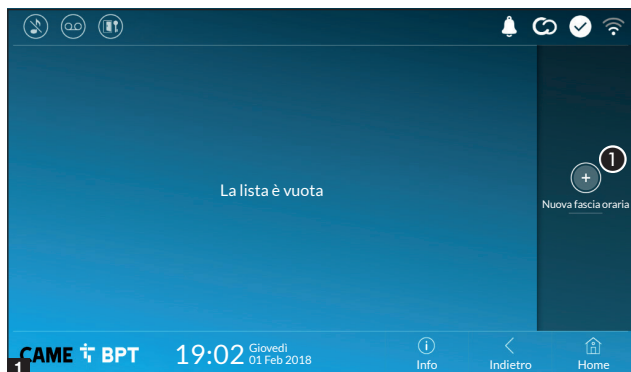 1
La lista è vuota
Nuova fascia oraria
CAME BPT
19:02
Giovedì
01 Feb 2018
Info
Indietro
Home
1